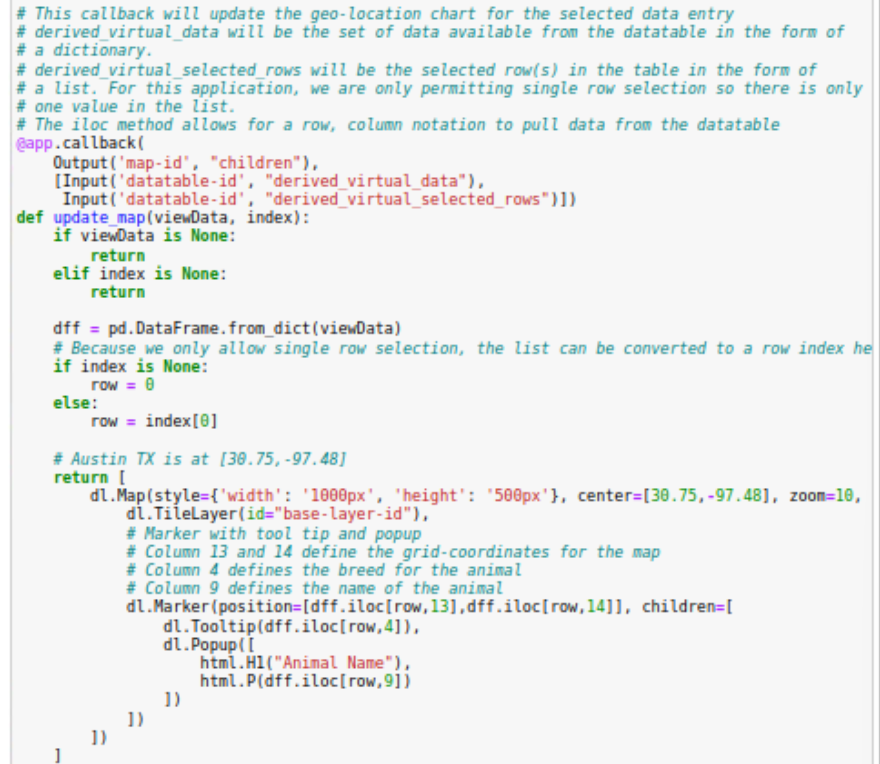 # This callback will update the geo-location chart for the selected data entry
# derived_virtual_data will be the set of data available from the datatable in the form of
# a dictionary.
# derived_virtual_selected_rows will be the selected row(s) in the table in the form of
# a list. For this application, we are only permitting single row selection so there is only
# one value in the list.
# The iloc method allows for a row, column notation to pull data from the datatable
@app.callback(
    Output('map-id', "children"),
    [Input('datatable-id', "derived_virtual_data"),
     Input('datatable-id', "derived_virtual_selected_rows")])
def update_map(viewData, index):
    if viewData is None:
        return
    elif index is None:
        return

    dff = pd.DataFrame.from_dict(viewData)
    # Because we only allow single row selection, the list can be converted to a row index he
    if index is None:
        row = 0
    else:
        row = index[0]

    # Austin TX is at [30.75,-97.48]
    return [
        dl.Map(style={'width': '1000px', 'height': '500px'}, center=[30.75,-97.48], zoom=10,
            dl.TileLayer(id="base-layer-id"),
            # Marker with tool tip and popup
            # Column 13 and 14 define the grid-coordinates for the map
            # Column 4 defines the breed for the animal
            # Column 9 defines the name of the animal
            dl.Marker(position=[dff.iloc[row,13],dff.iloc[row,14]], children=[
                dl.Tooltip(dff.iloc[row,4]),
                dl.Popup([
                    html.H1("Animal Name"),
                    html.P(dff.iloc[row,9])
                ])
            ])
        ])
    ]